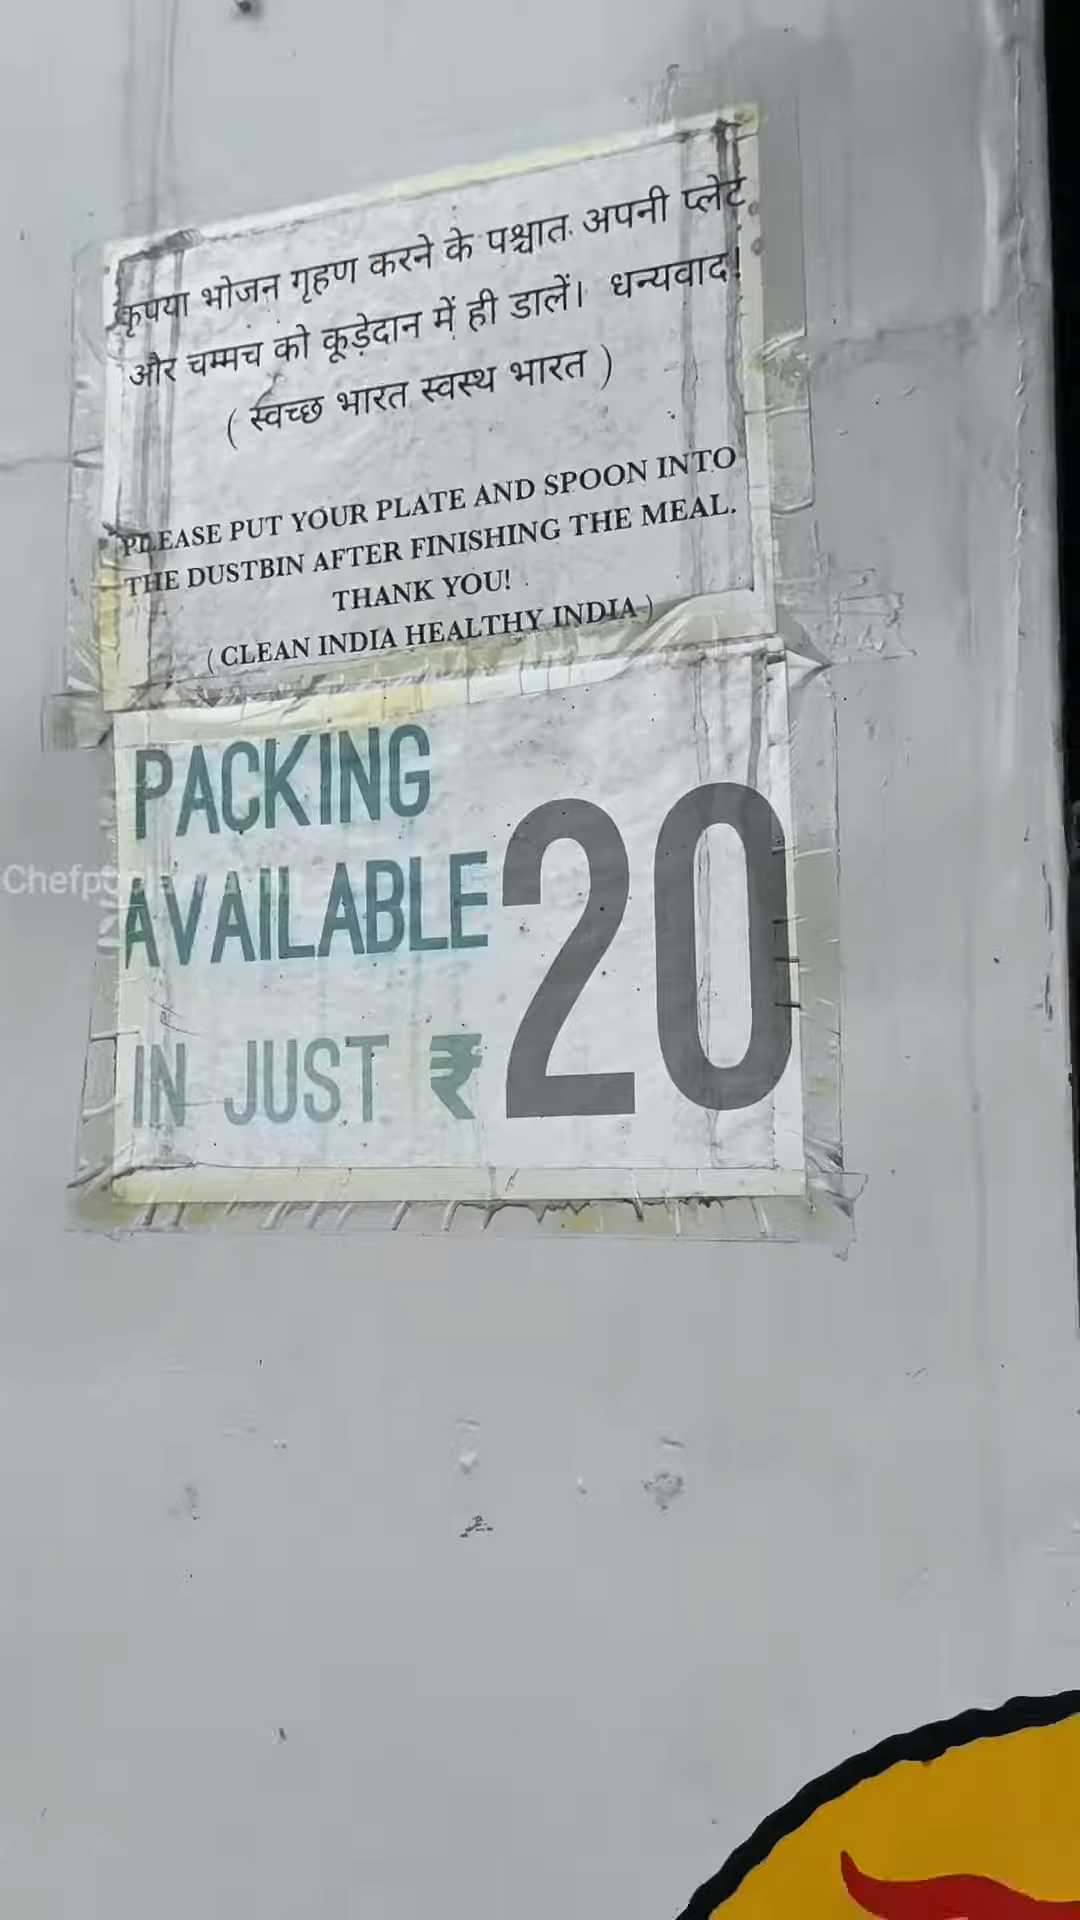 कृपया भोजन गृहण करने के पश्चात अपनी प्लेट
और चम्मच को कूड़ेदान में ही डालें। धन्यवाद!
( स्वच्छ भारत स्वस्थ भारत )
PLEASE PUT YOUR PLATE AND SPOON INTO
THE DUSTBIN AFTER FINISHING THE MEAL.
THANK YOU!
( CLEAN INDIA HEALTHY INDIA )
PACKING
AVAILABLE
IN JUST ₹ 20